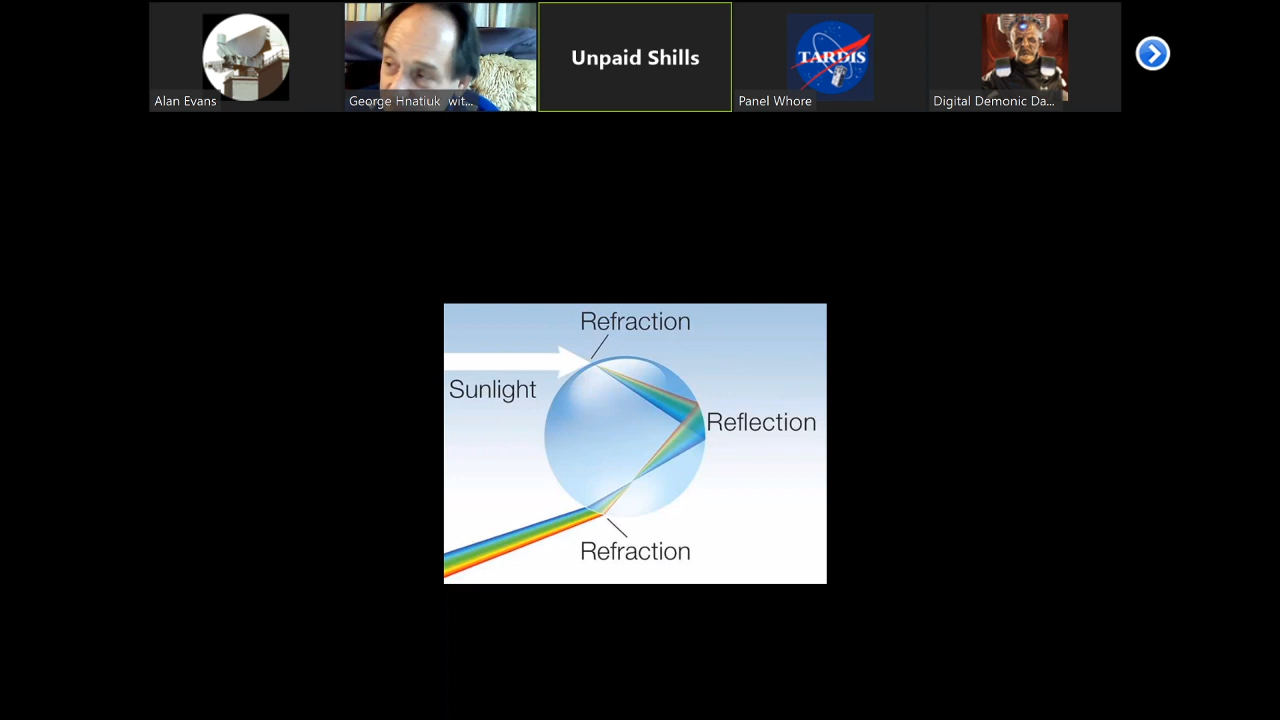 Unpaid Shills
TARDIS
Alan Evans
George Hnatiuk wit...
Panel Whore
Digital Demonic Da...
Refraction
Sunlight
Reflection
Refraction